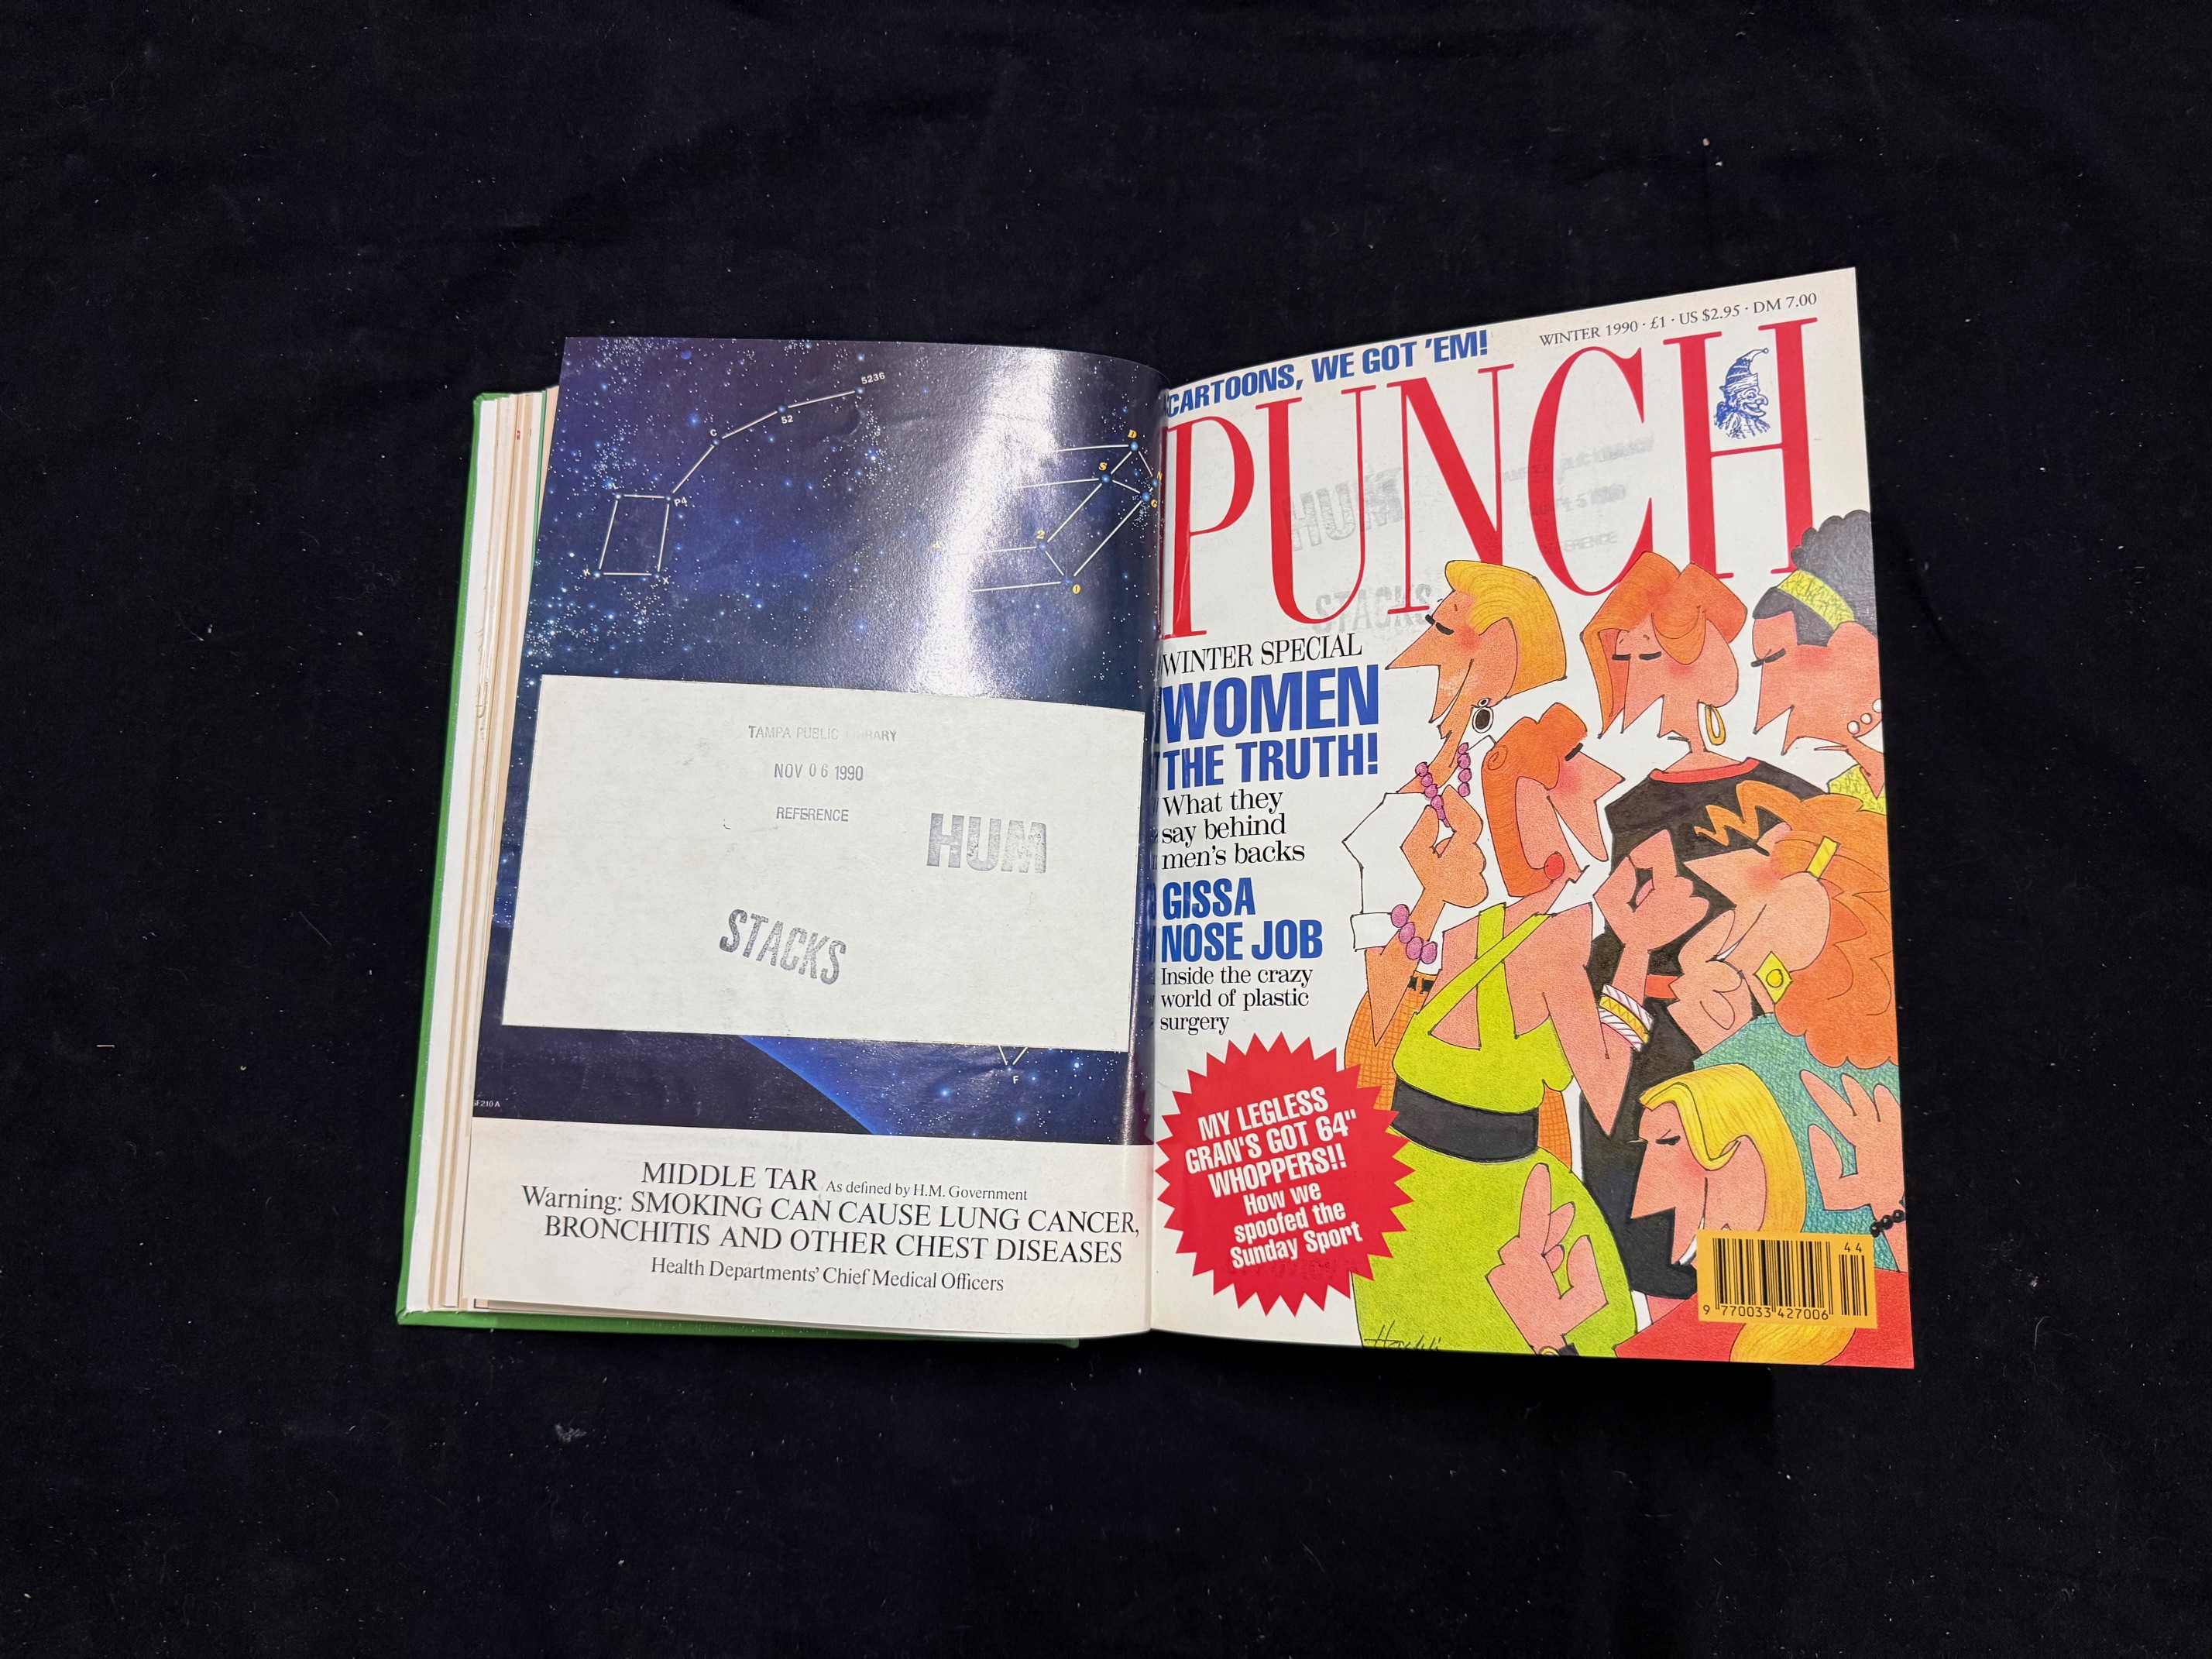 5236
52
C
P4
D
S
2
O
TAMPA PUBLIC LIBRARY
NOV 06 1990
REFERENCE
HUM
STACKS
F
MIDDLE TAR As defined by H.M. Government
Warning: SMOKING CAN CAUSE LUNG CANCER,
BRONCHITIS AND OTHER CHEST DISEASES
Health Departments' Chief Medical Officers
WINTER 1990 · £1 · US $2.95 · DM 7.00
CARTOONS, WE GOT 'EM!
PUNCH
HUM
STACKS
WINTER SPECIAL
WOMEN
THE TRUTH!
What they
say behind
men's backs
GISSA
NOSE JOB
Inside the crazy
world of plastic
surgery
MY LEGLESS
GRAN'S GOT 64"
WHOPPERS!!
How we
spoofed the
Sunday Sport
44
9 770033 427006